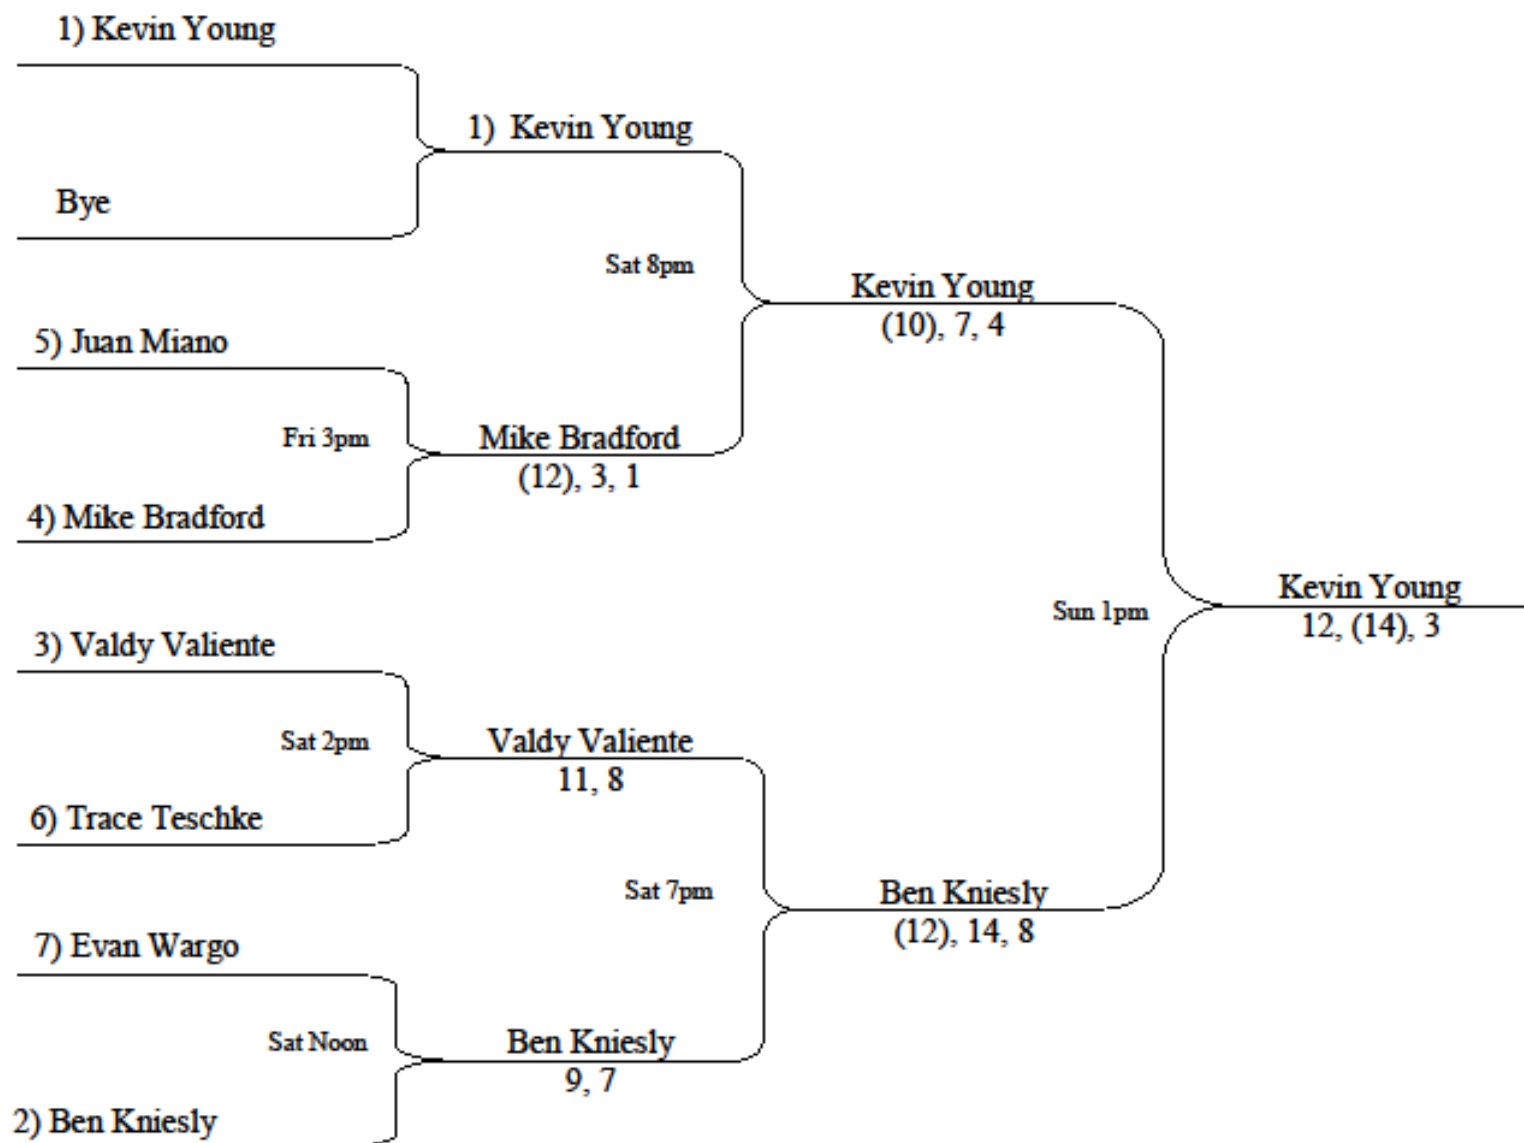 1) Kevin Young
1) Kevin Young
Bye
Sat 8pm
Kevin Young
(10), 7, 4
5) Juan Miano
Fri 3pm
Mike Bradford
(12), 3, 1
4) Mike Bradford
Sun 1pm
Kevin Young
12, (14), 3
3) Valdy Valiente
Sat 2pm
Valdy Valiente
11, 8
6) Trace Teschke
Sat 7pm
Ben Kniesly
(12), 14, 8
7) Evan Wargo
Sat Noon
Ben Kniesly
9, 7
2) Ben Kniesly